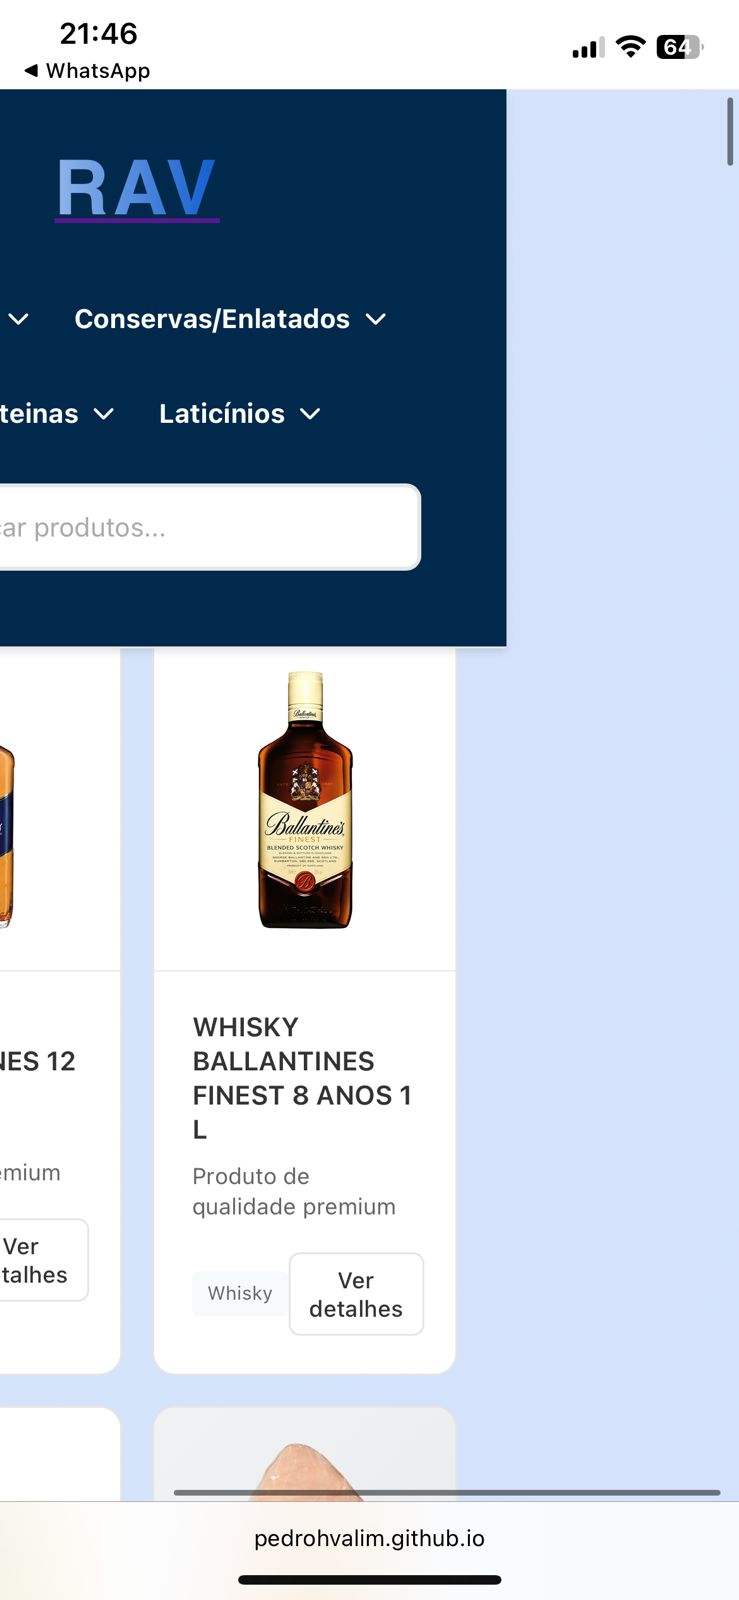 21:46
64
WhatsApp
RAV
Conservas/Enlatados
teinas
Laticínios
ar produtos...
Ballantine's
Ballantine's
FINEST
BLENDED SCOTCH WHISKY
WHISKY
NES 12
BALLANTINES
FINEST 8 ANOS 1
L
emium
Produto de
qualidade premium
Ver
talhes
Whisky
Ver
detalhes
pedrohvalim.github.io